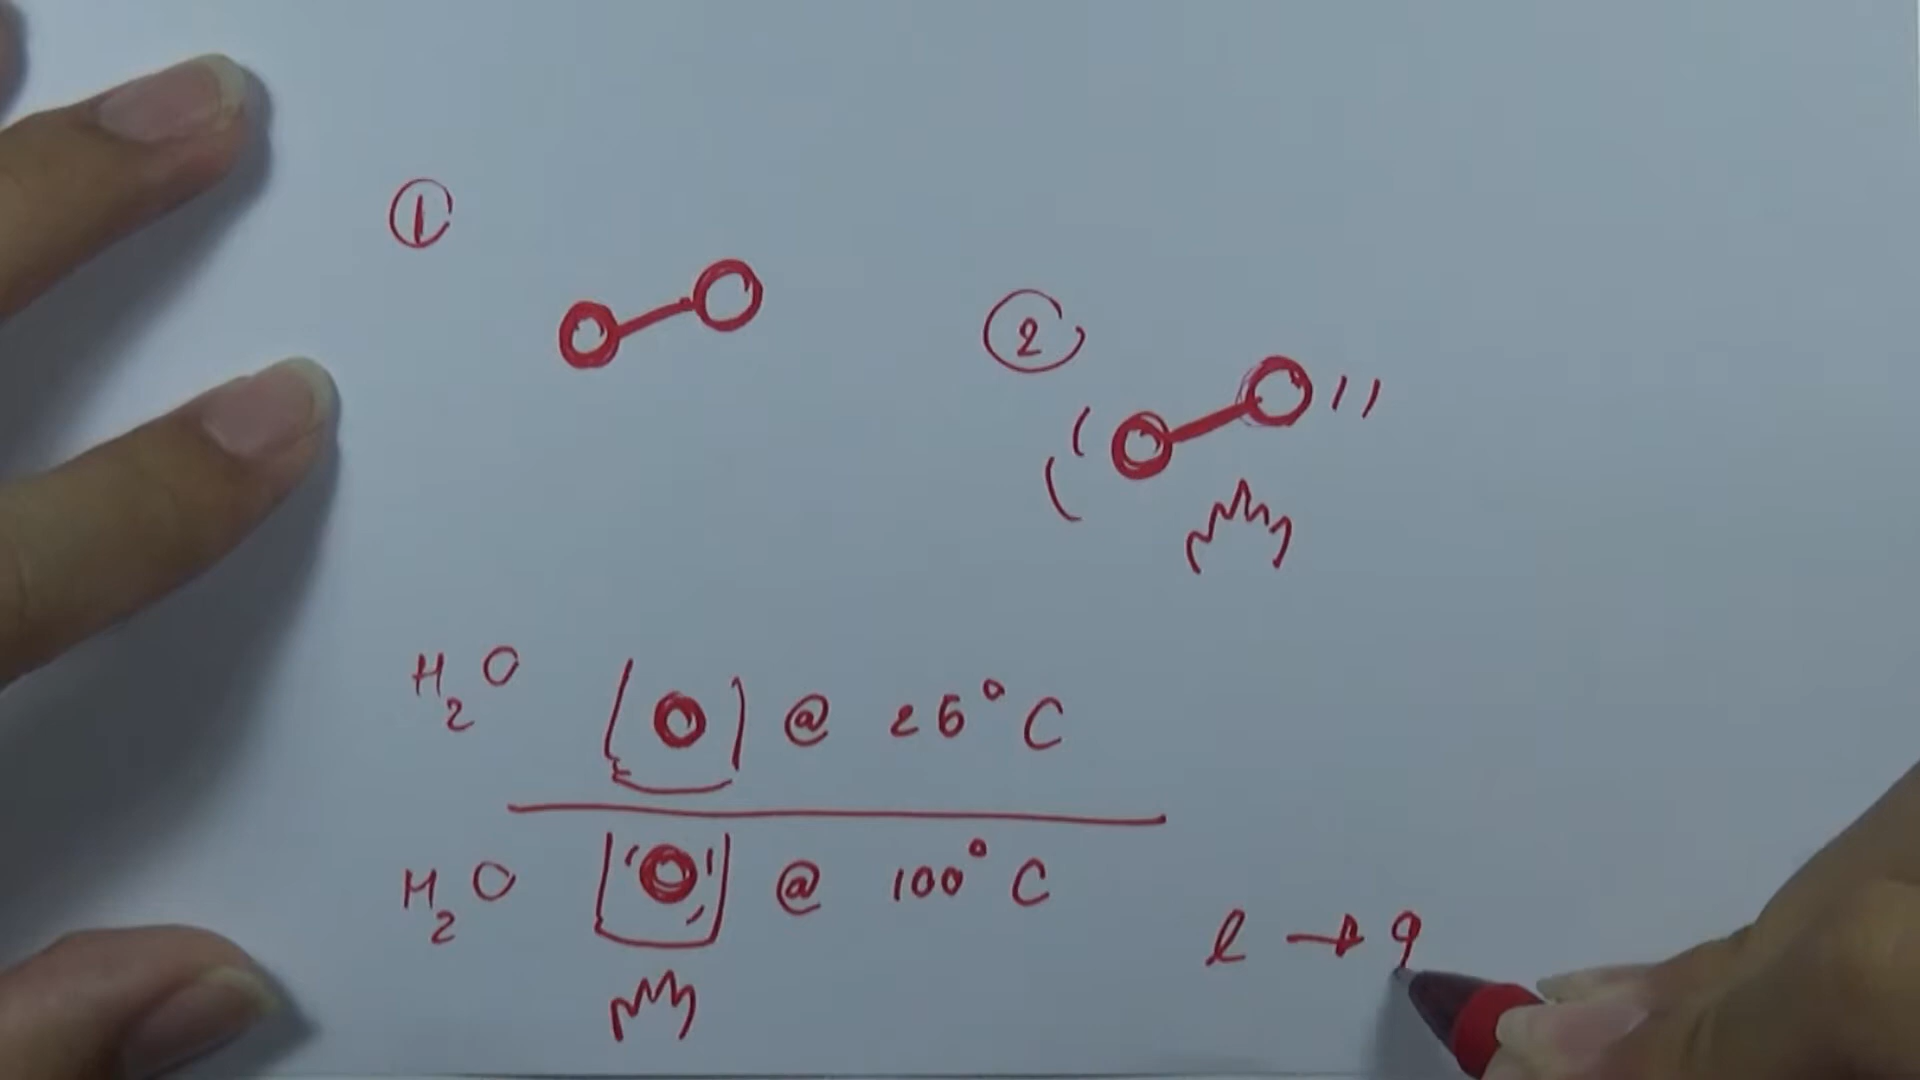 ①
②
H₂O @ 25°C
H₂O @ 100°C
l → g